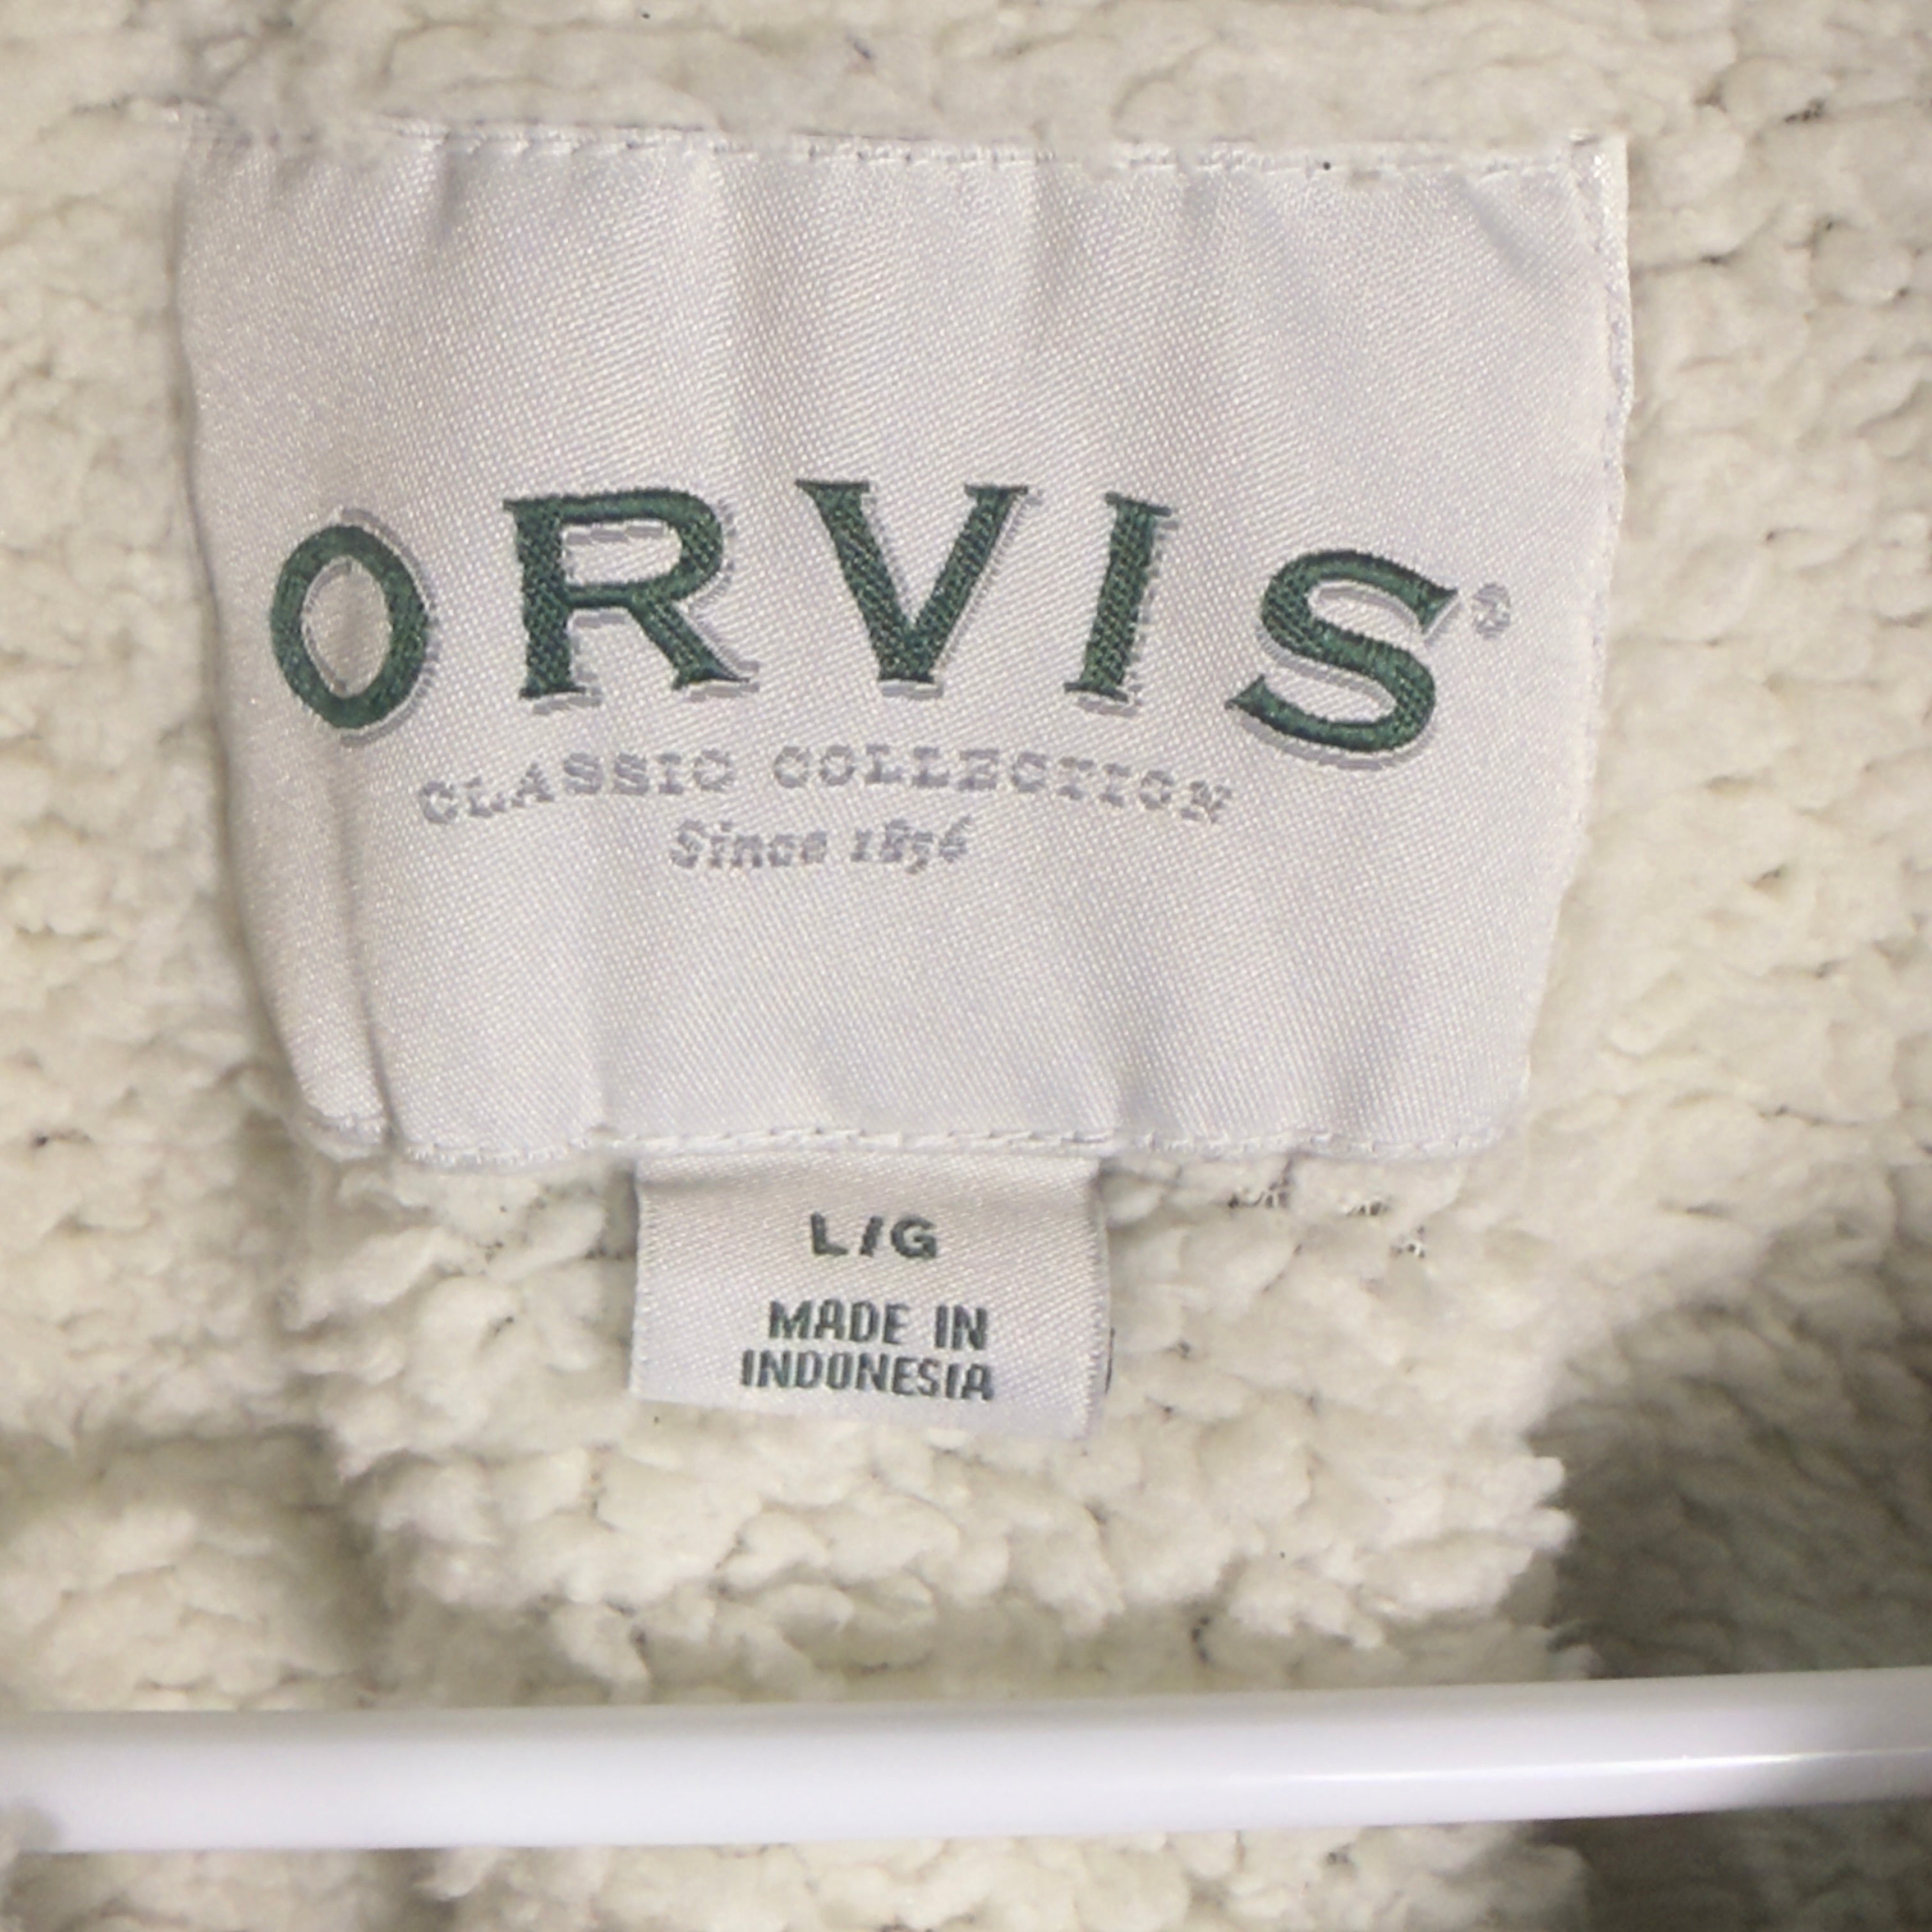 ORVIS®
CLASSIC COLLECTION
Since 1856
L/G
MADE IN
INDONESIA